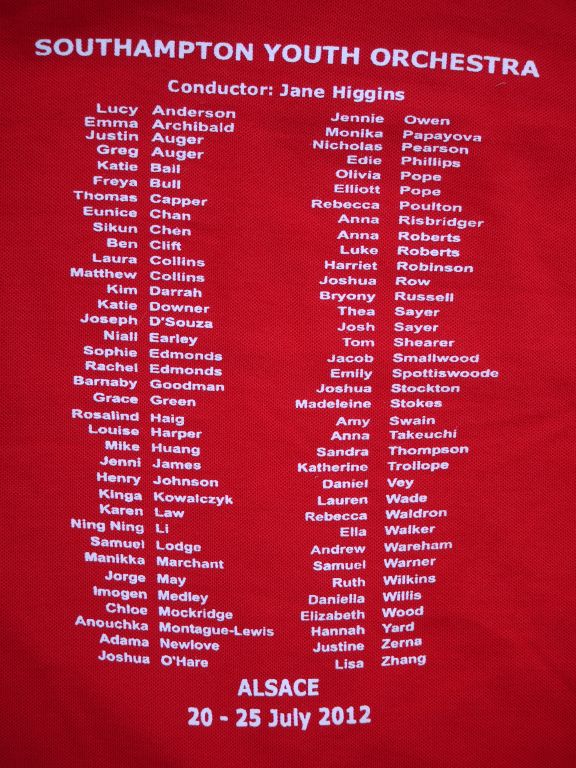 SOUTHAMPTON YOUTH ORCHESTRA
Conductor: Jane Higgins
Lucy Anderson
Emma Archibald
Justin Auger
Greg Auger
Katie Ball
Freya Bull
Thomas Capper
Eunice Chan
Sikun Chen
Ben Clift
Laura Collins
Matthew Collins
Kim Darrah
Katie Downer
Joseph D'Souza
Niall Earley
Sophie Edmonds
Rachel Edmonds
Barnaby Goodman
Grace Green
Rosalind Haig
Louise Harper
Mike Huang
Jenni James
Henry Johnson
Kinga Kowalczyk
Karen Law
Ning Ning Li
Samuel Lodge
Manikka Marchant
Jorge May
Imogen Medley
Chloe Mockridge
Anouchka Montague-Lewis
Adama Newlove
Joshua O'Hare
Jennie Owen
Monika Papayova
Nicholas Pearson
Edie Phillips
Olivia Pope
Elliott Pope
Rebecca Poulton
Anna Risbridger
Anna Roberts
Luke Roberts
Harriet Robinson
Joshua Row
Bryony Russell
Thea Sayer
Josh Sayer
Tom Shearer
Jacob Smallwood
Emily Spottiswoode
Joshua Stockton
Madeleine Stokes
Amy Swain
Anna Takeuchi
Sandra Thompson
Katherine Trollope
Daniel Vey
Lauren Wade
Rebecca Waldron
Ella Walker
Andrew Wareham
Samuel Warner
Ruth Wilkins
Daniella Willis
Elizabeth Wood
Hannah Yard
Justine Zerna
Lisa Zhang
ALSACE
20 - 25 July 2012